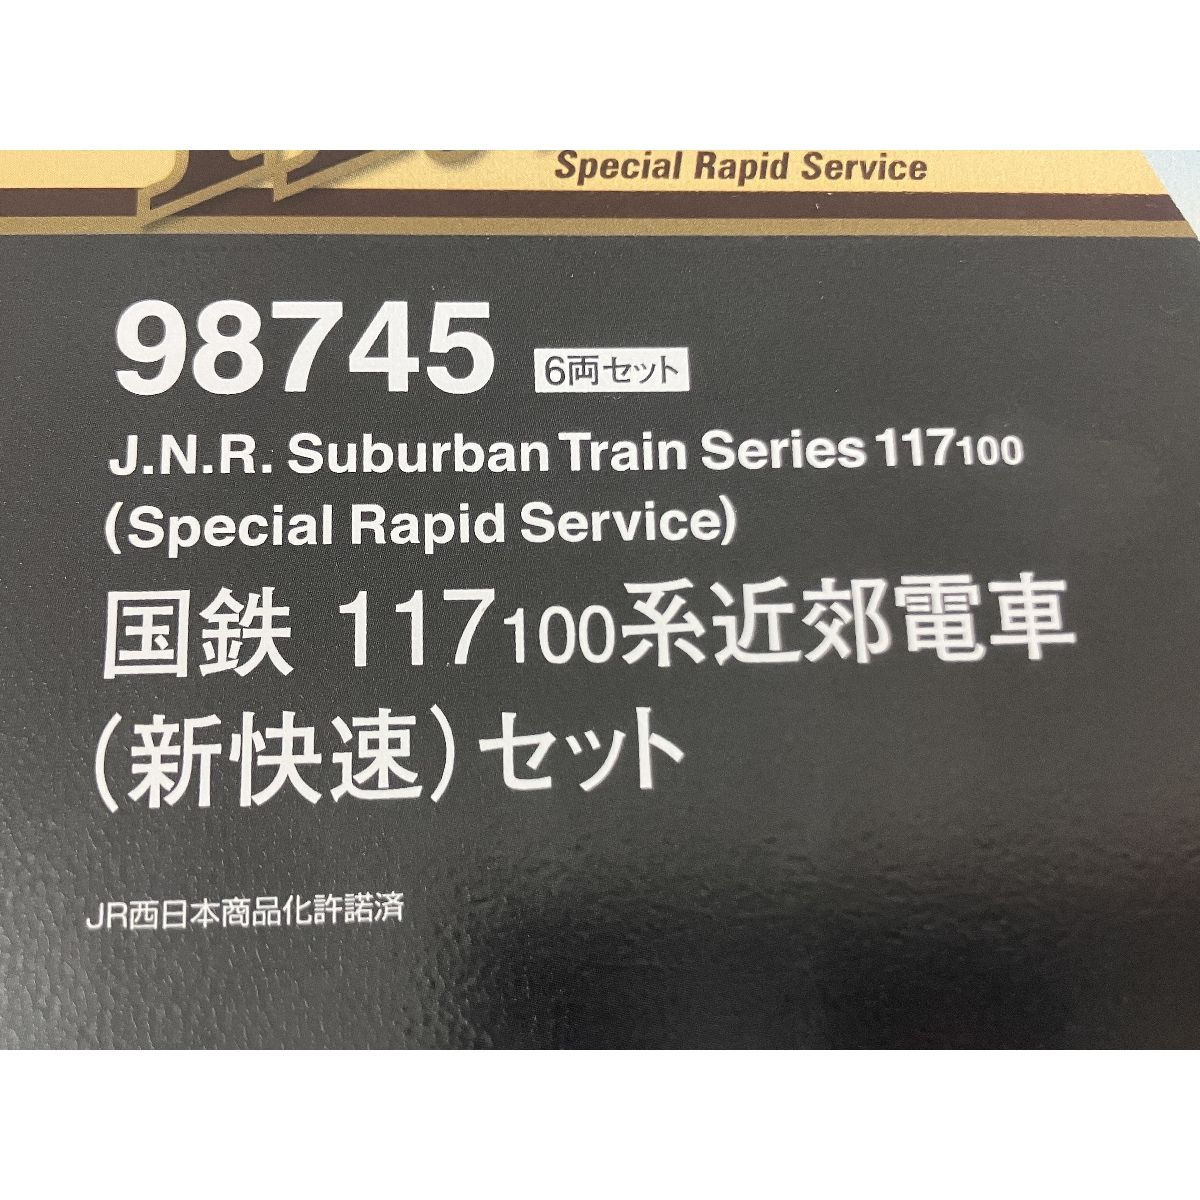 Special Rapid Service
98745 6両セット
J.N.R. Suburban Train Series 117100
(Special Rapid Service)
国鉄 117100系近郊電車
(新快速)セット
JR西日本商品化許諾済